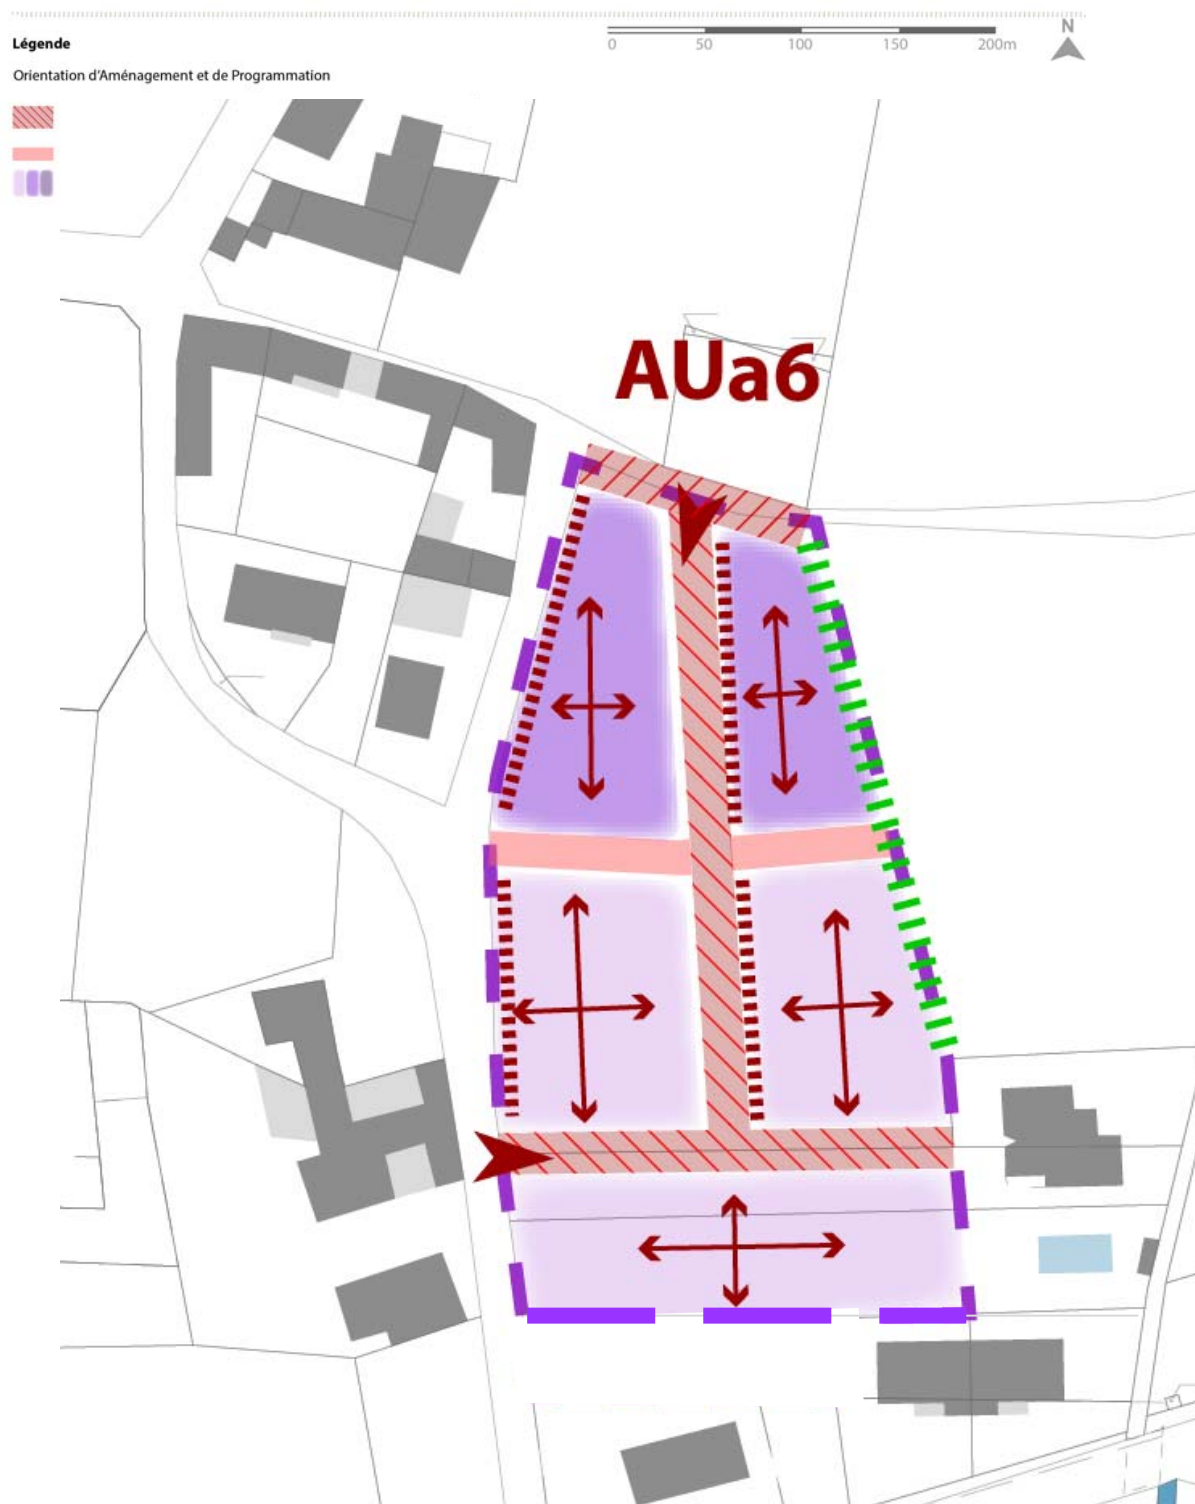 Légende
Orientation d'Aménagement et de Programmation
0 50 100 150 200m
N
AUa6